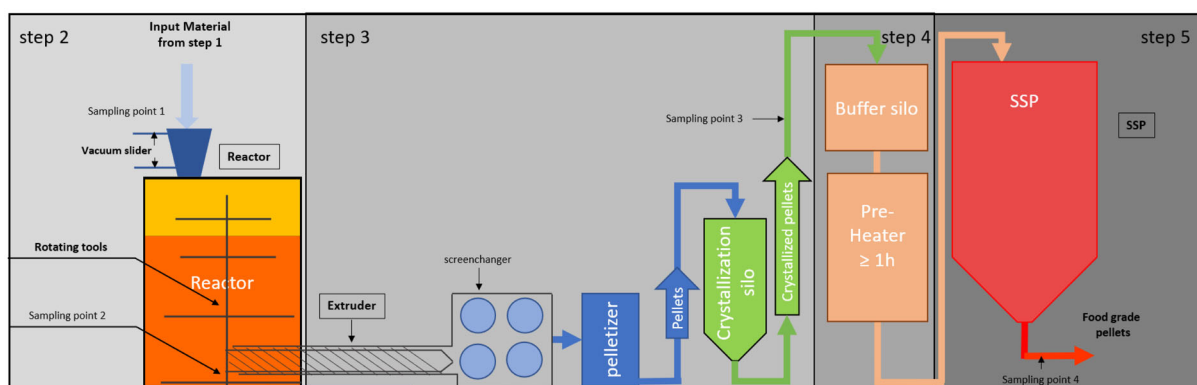 step 2
Input Material
from step 1
Sampling point 1
Vacuum slider
Reactor
Rotating tools
Reactor
Sampling point 2
step 3
Extruder
screenchanger
pelletizer
Pellets
Crystallization
silo
Crystallized pellets
Sampling point 3
step 4
Buffer silo
Pre-
Heater
≥ 1h
step 5
SSP
SSP
Food grade
pellets
Sampling point 4